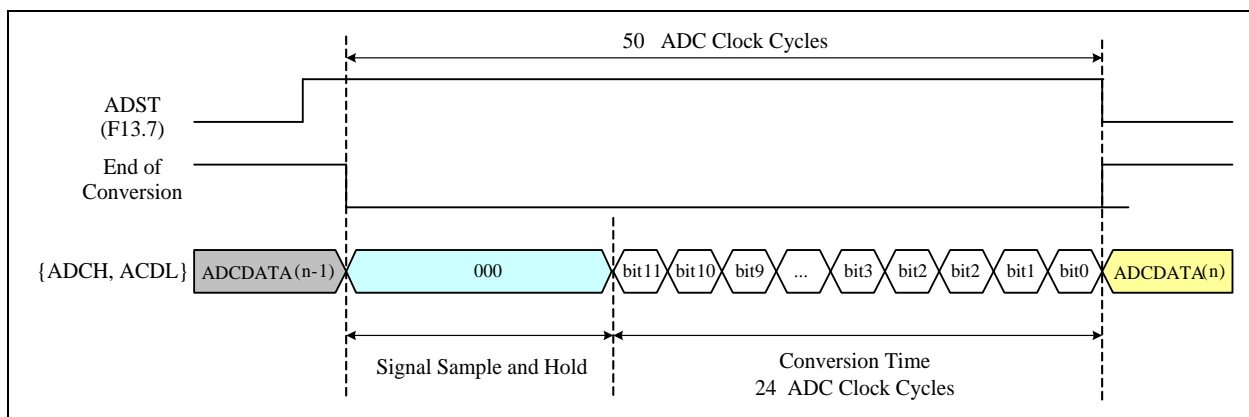 50 ADC Clock Cycles
ADST
(F13.7)
End of
Conversion
{ADCH, ACDL}
ADCDATA(n-1)
000
bit11
bit10
bit9
...
bit3
bit2
bit2
bit1
bit0
ADCDATA(n)
Signal Sample and Hold
Conversion Time
24 ADC Clock Cycles